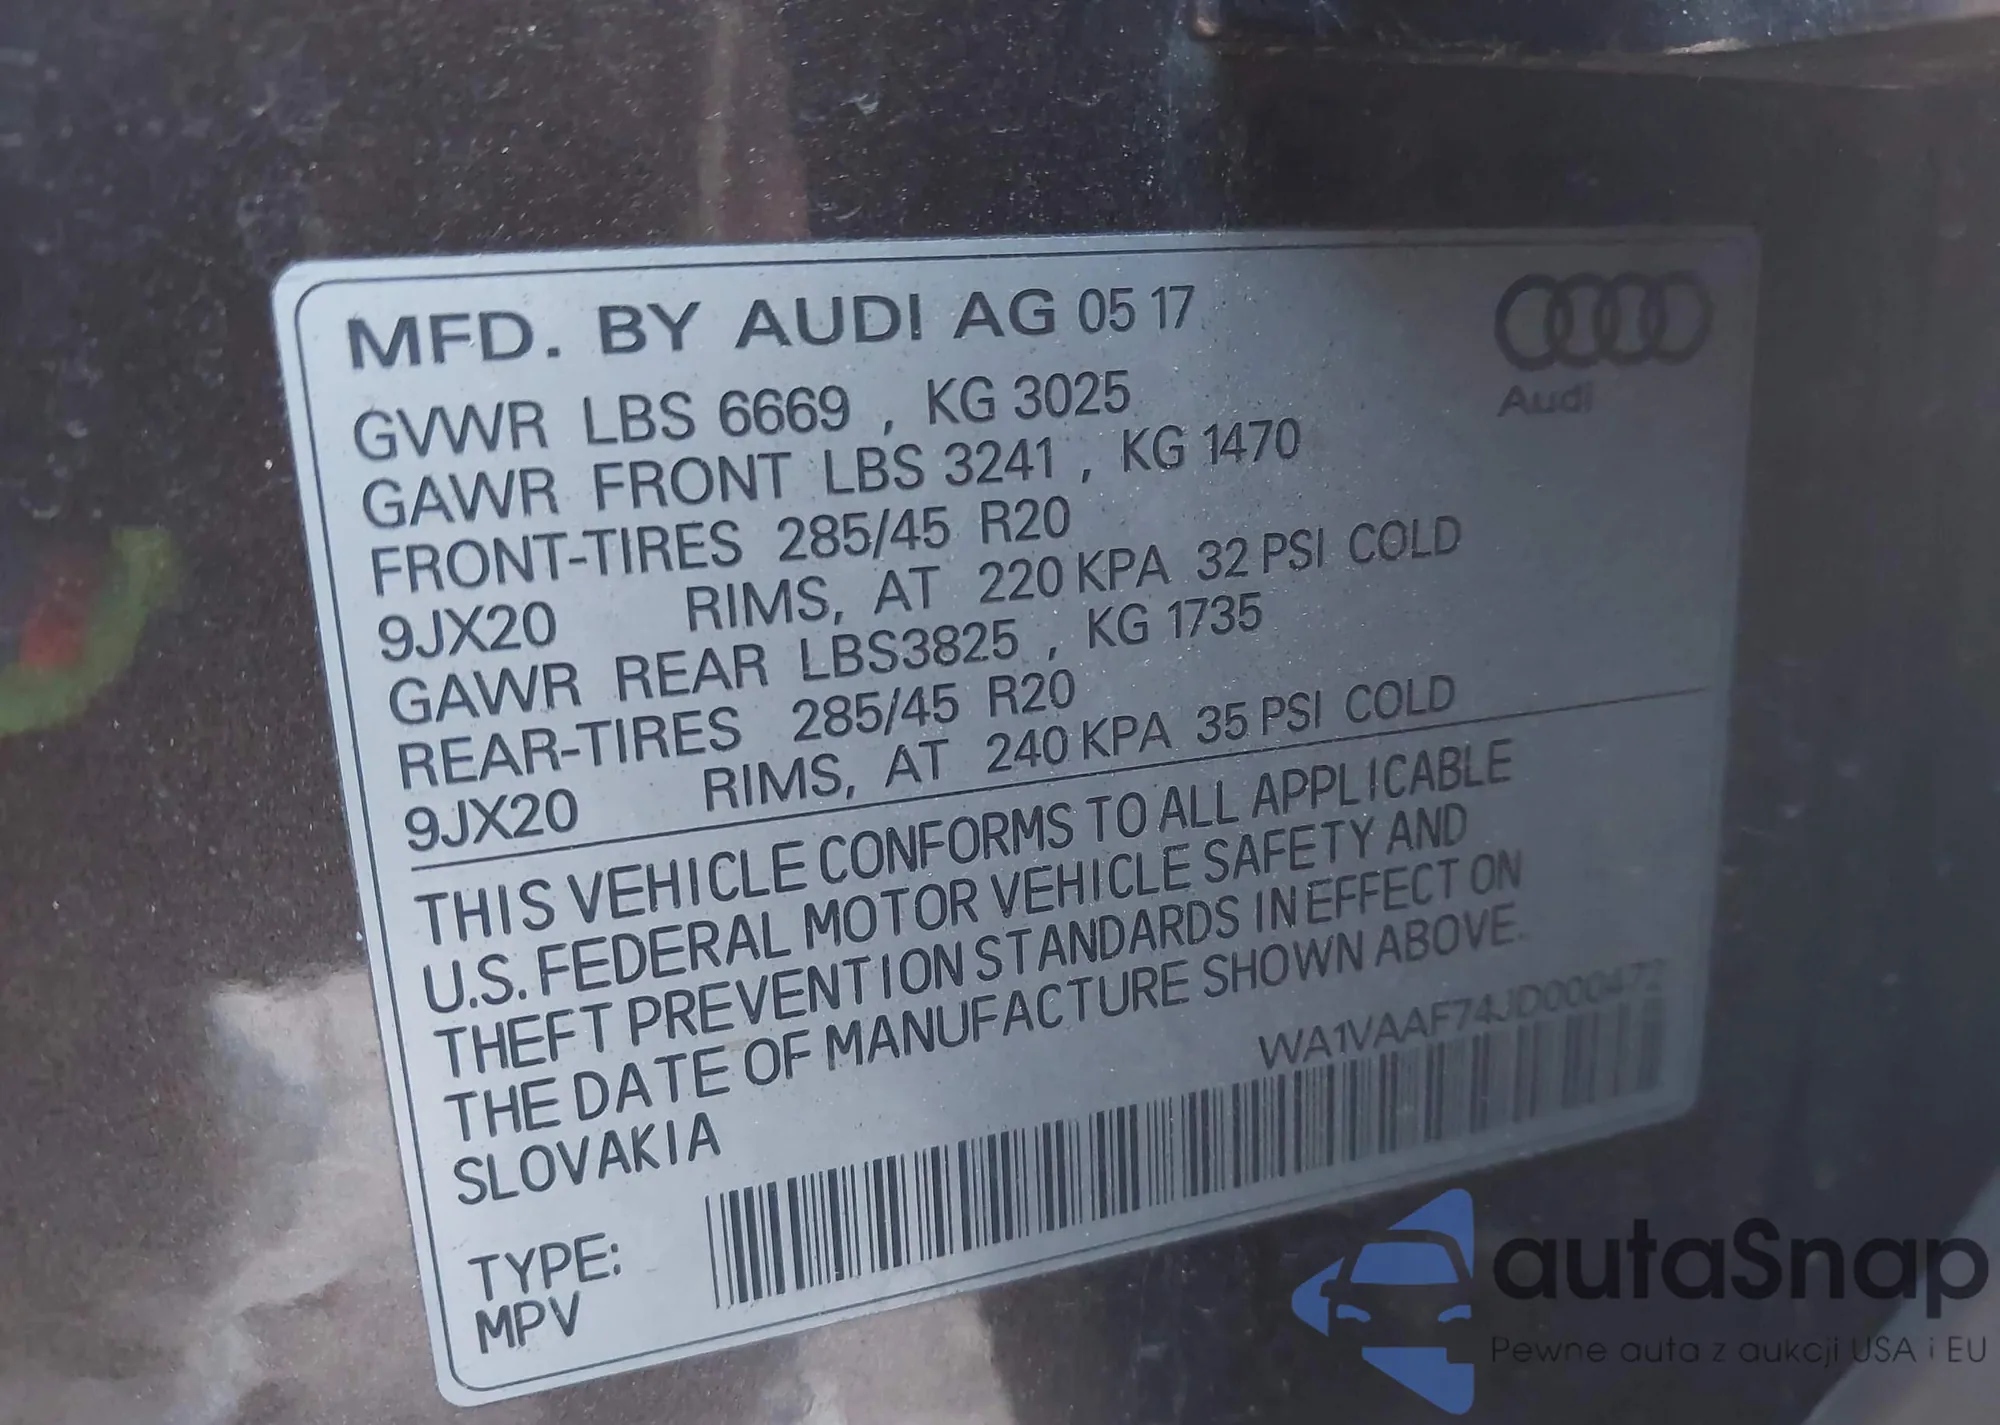 MFD. BY AUDI AG 05 17
Audi
GVWR LBS 6669 , KG 3025
GAWR FRONT LBS 3241 , KG 1470
FRONT-TIRES 285/45 R20
9JX20 RIMS, AT 220 KPA 32 PSI COLD
GAWR REAR LBS3825 , KG 1735
REAR-TIRES 285/45 R20
9JX20 RIMS, AT 240 KPA 35 PSI COLD
THIS VEHICLE CONFORMS TO ALL APPLICABLE
U.S. FEDERAL MOTOR VEHICLE SAFETY AND
THEFT PREVENTION STANDARDS IN EFFECT ON
THE DATE OF MANUFACTURE SHOWN ABOVE.
SLOVAKIA
WA1VAAF74JD000472
TYPE:
MPV
autaSnap
Pewne auta z aukcji USA i EU